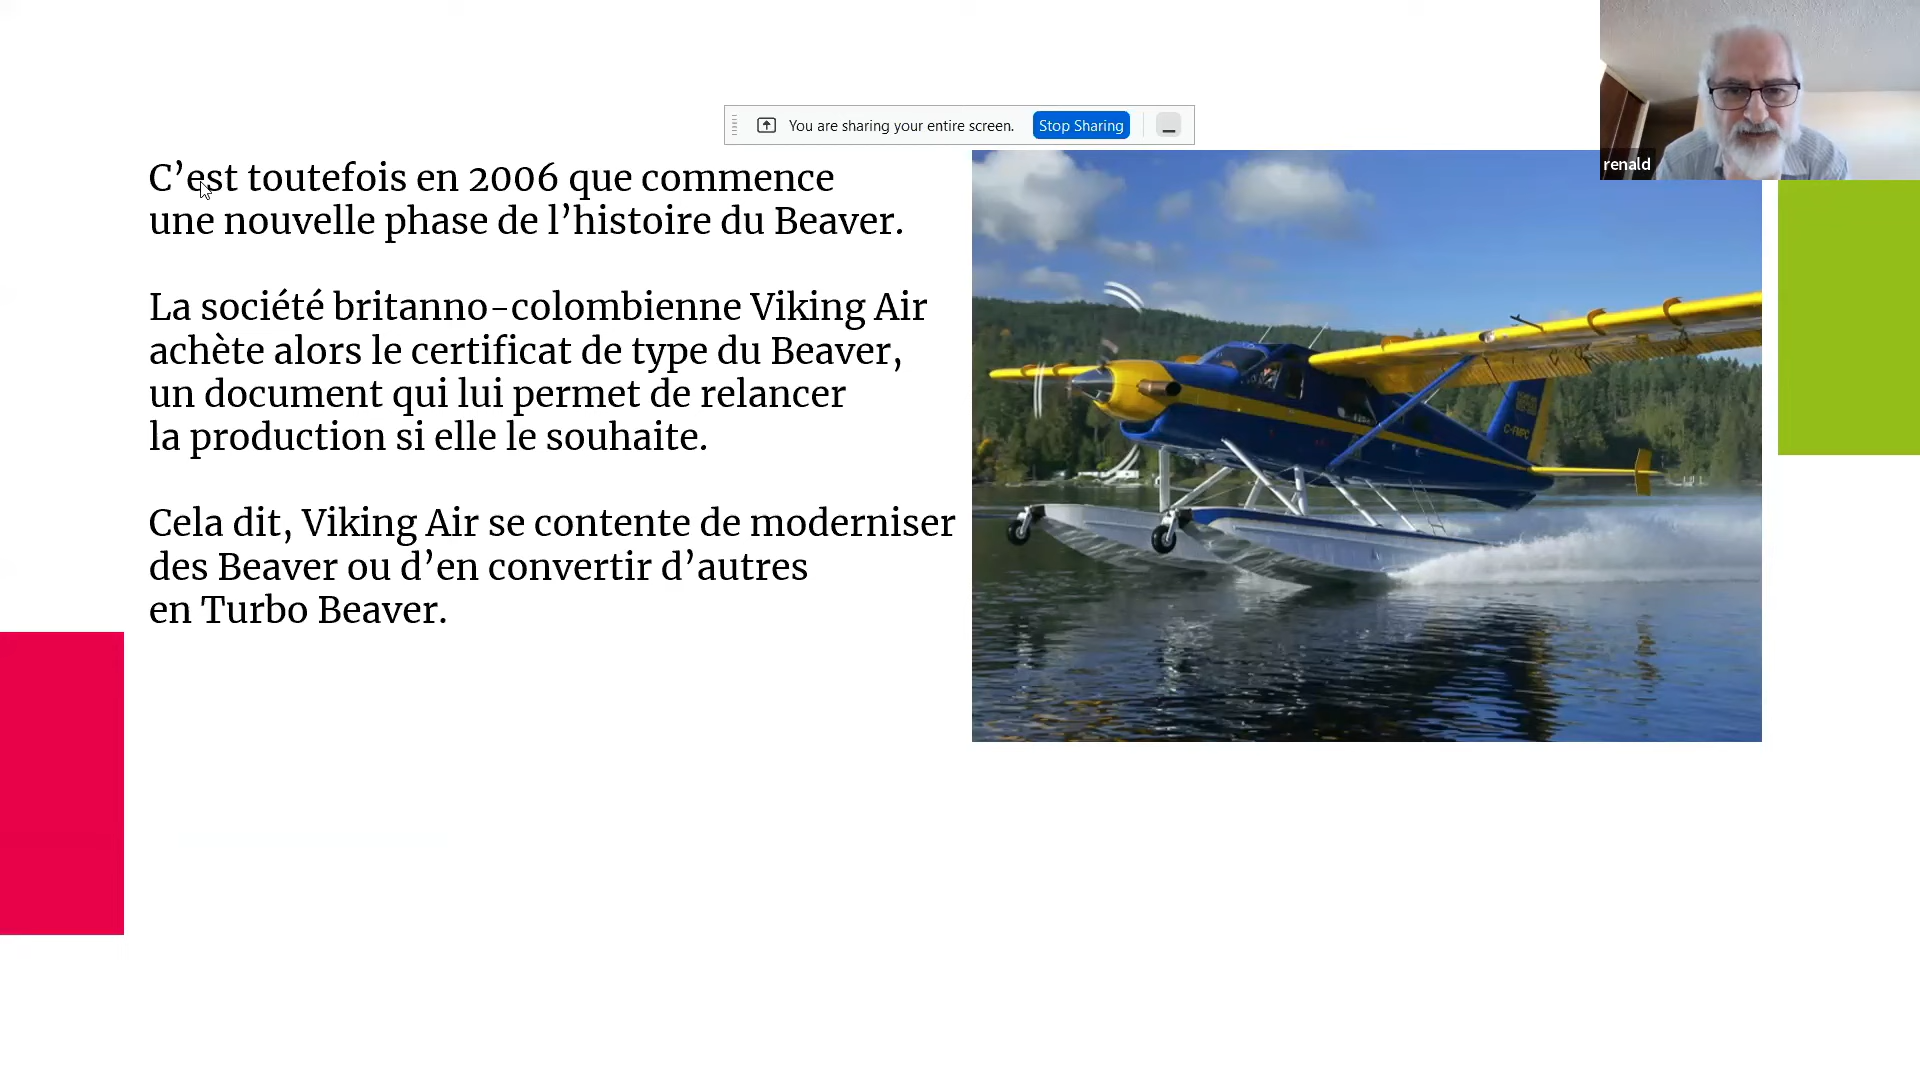 You are sharing your entire screen.
Stop Sharing
renald
C’est toutefois en 2006 que commence
une nouvelle phase de l’histoire du Beaver.
La société britanno-colombienne Viking Air
achète alors le certificat de type du Beaver,
un document qui lui permet de relancer
la production si elle le souhaite.
Cela dit, Viking Air se contente de moderniser
des Beaver ou d’en convertir d’autres
en Turbo Beaver.
C-FMPC